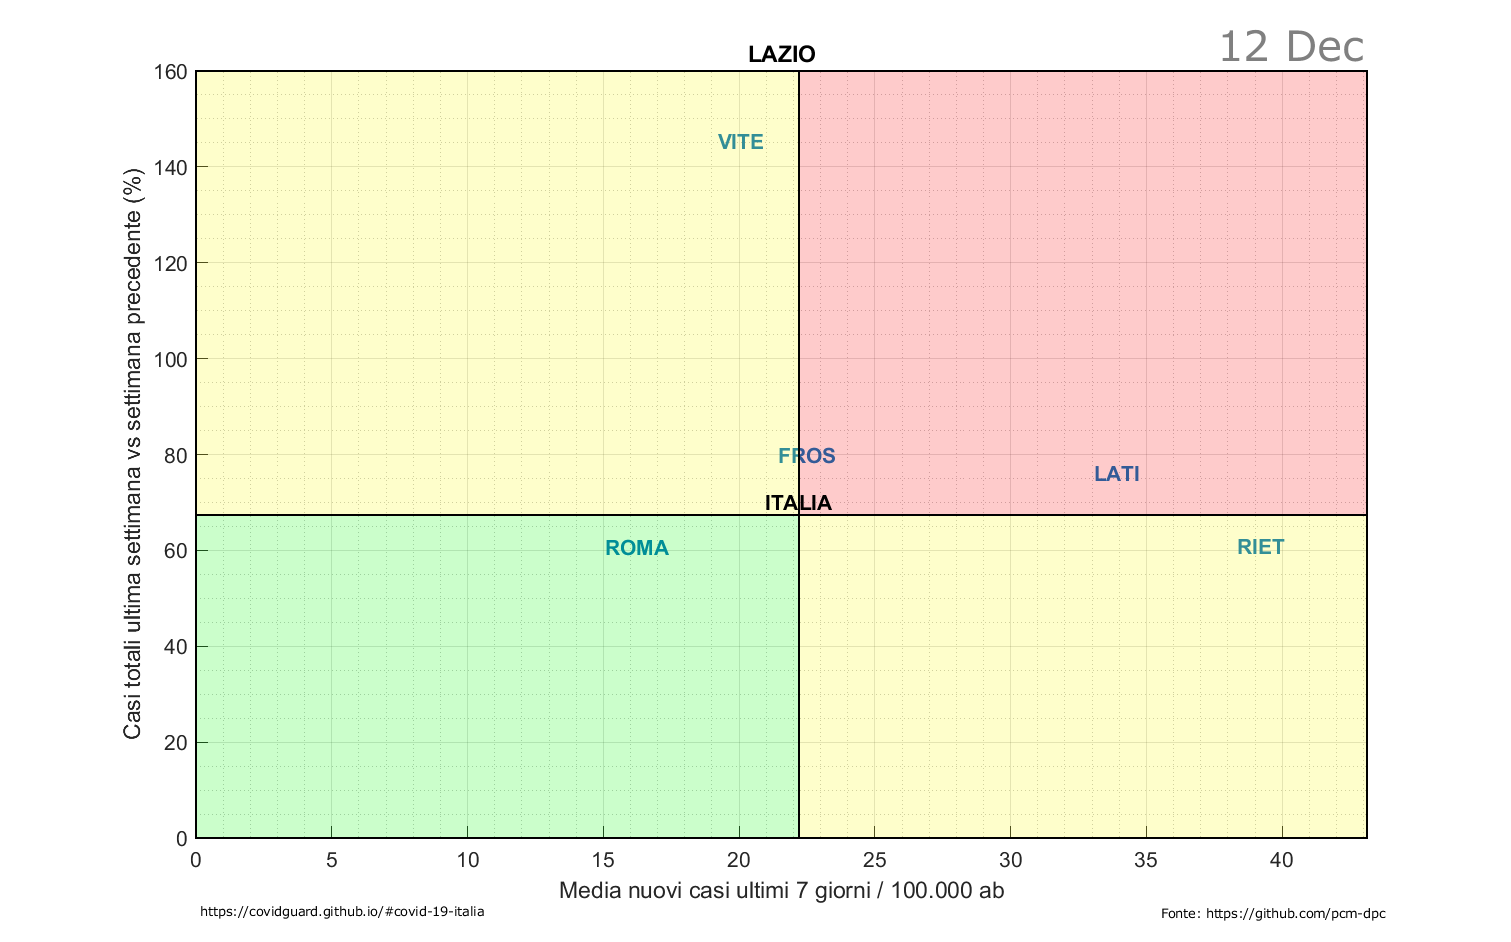 12 Dec
LAZIO
Casi totali ultima settimana vs settimana precedente (%)
160
140
120
100
80
60
40
20
0
VITE
FROS
LATI
ITALIA
ROMA
RIET
0 5 10 15 20 25 30 35 40
Media nuovi casi ultimi 7 giorni / 100.000 ab
https://covidguard.github.io/#covid-19-italia
Fonte: https://github.com/pcm-dpc